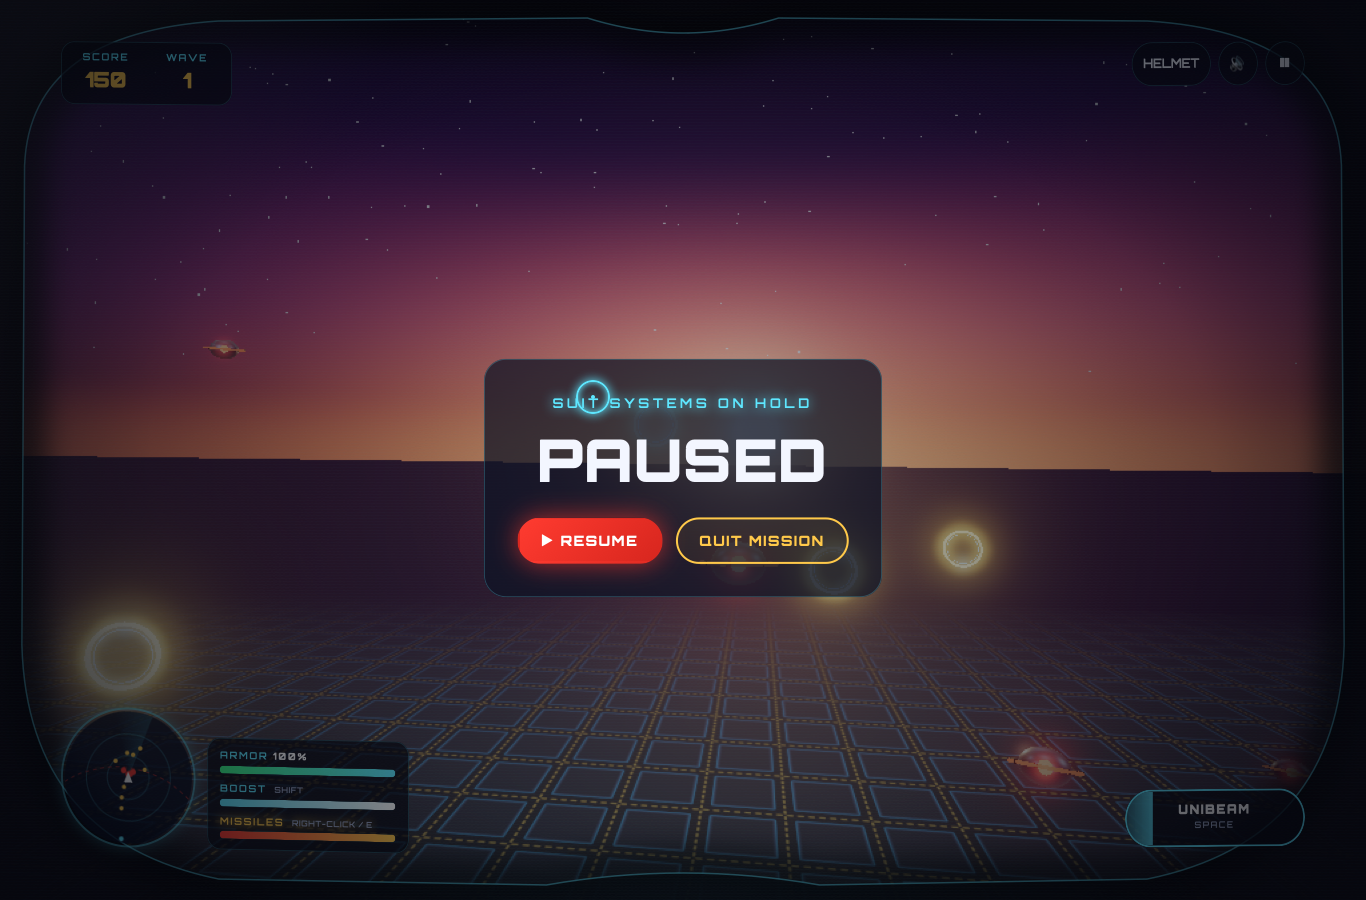 SCORE WAVE
150 1
HELMET
SUIT SYSTEMS ON HOLD
PAUSED
RESUME
QUIT MISSION
ARMOR 100%
BOOST SHIFT
MISSILES RIGHT-CLICK / E
UNIBEAM
SPACE